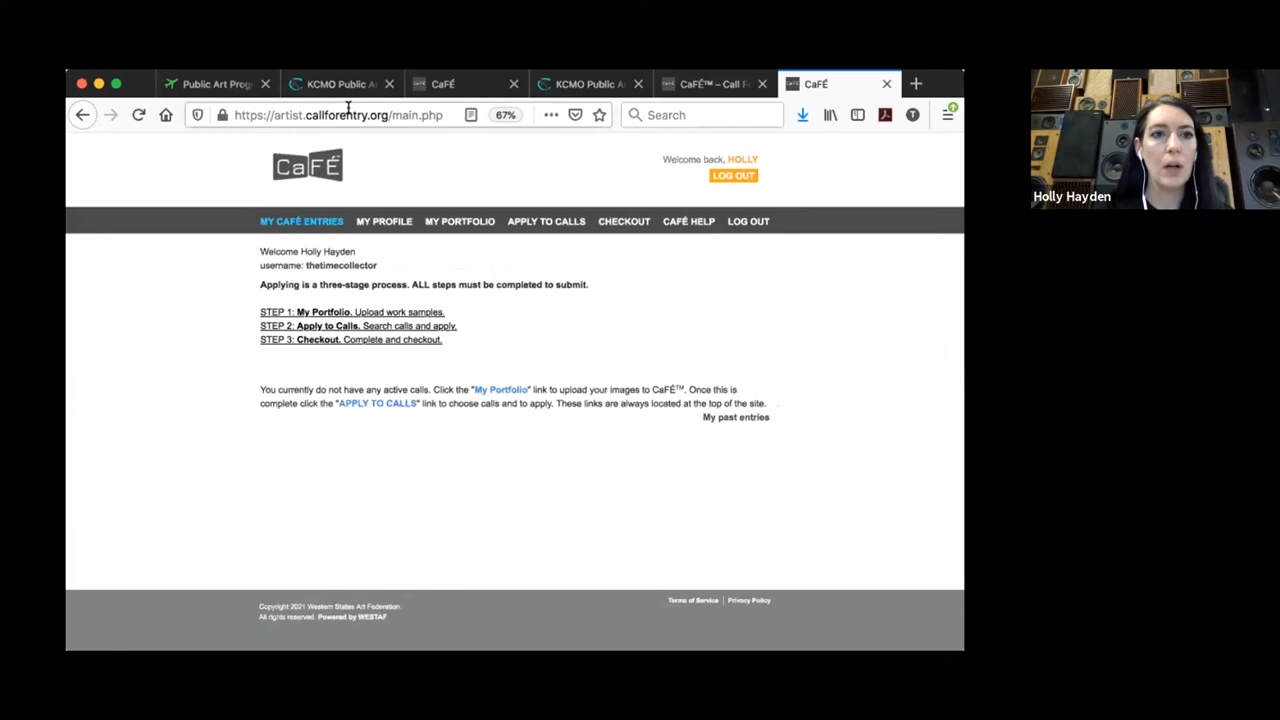 Public Art Prog
KCMO Public A
CaFÉ
KCMO Public A
CaFÉ™ – Call F
CaFÉ
https://artist.callforentry.org/main.php
67%
Search
T
CaFÉ
Welcome back, HOLLY
LOG OUT
MY CAFÉ ENTRIES
MY PROFILE
MY PORTFOLIO
APPLY TO CALLS
CHECKOUT
CAFÉ HELP
LOG OUT
Welcome Holly Hayden
username: thetimecollector
Applying is a three-stage process. ALL steps must be completed to submit.
STEP 1: My Portfolio. Upload work samples.
STEP 2: Apply to Calls. Search calls and apply.
STEP 3: Checkout. Complete and checkout.
You currently do not have any active calls. Click the "My Portfolio" link to upload your images to CaFÉ™. Once this is
complete click the "APPLY TO CALLS" link to choose calls and to apply. These links are always located at the top of the site.
My past entries
Copyright 2021 Western States Art Federation.
All rights reserved. Powered by WESTAF
Terms of Service | Privacy Policy
Holly Hayden